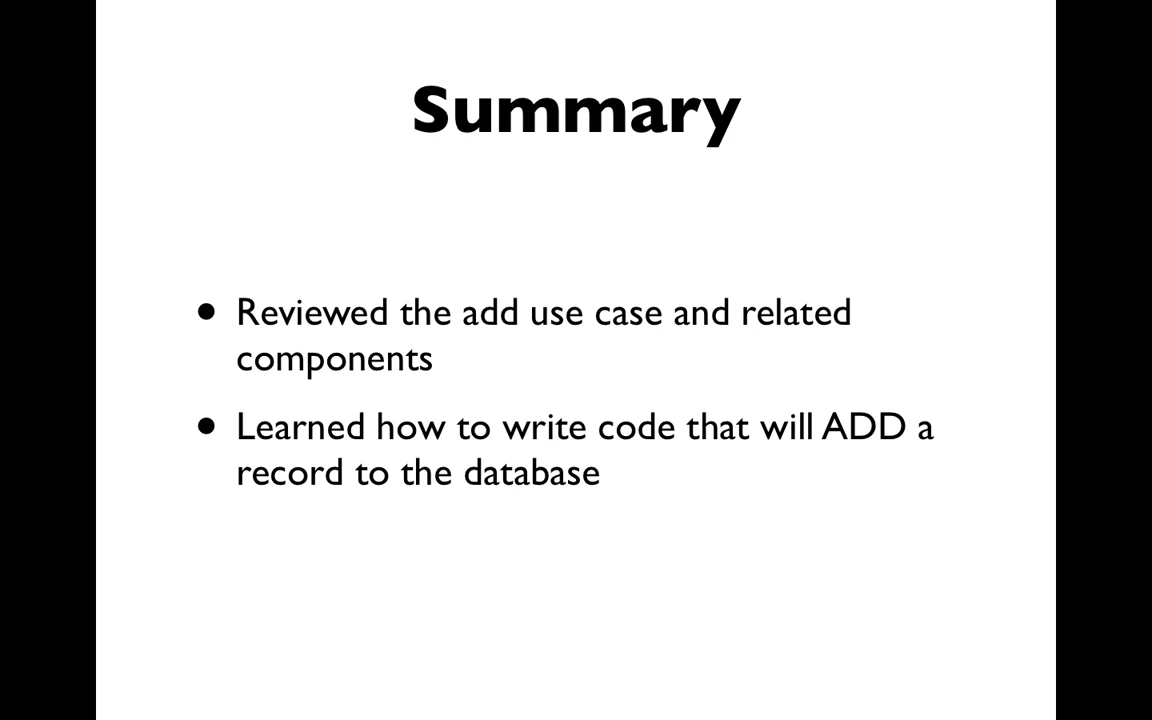 Summary
• Reviewed the add use case and related
components
• Learned how to write code that will ADD a
record to the database